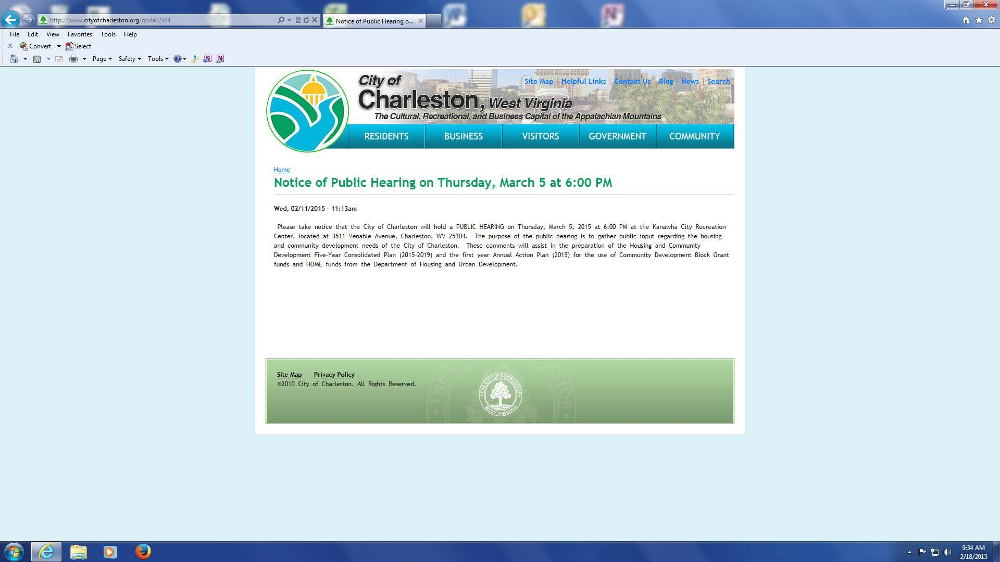 http://www.cityofcharleston.org/node/2404
Notice of Public Hearing o...
File Edit View Favorites Tools Help
Convert Select
Page Safety Tools
City of
Charleston, West Virginia
The Cultural, Recreational, and Business Capital of the Appalachian Mountains
Site Map Helpful Links Contact Us Blog News Search
RESIDENTS BUSINESS VISITORS GOVERNMENT COMMUNITY
Home
Notice of Public Hearing on Thursday, March 5 at 6:00 PM
Wed, 02/11/2015 - 11:13am
Please take notice that the City of Charleston will hold a PUBLIC HEARING on Thursday, March 5, 2015 at 6:00 PM at the Kanawha City Recreation
Center, located at 3511 Venable Avenue, Charleston, WV 25304. The purpose of the public hearing is to gather public input regarding the housing
and community development needs of the City of Charleston. These comments will assist in the preparation of the Housing and Community
Development Five-Year Consolidated Plan (2015-2019) and the first year Annual Action Plan (2015) for the use of Community Development Block Grant
funds and HOME funds from the Department of Housing and Urban Development.
Site Map Privacy Policy
©2010 City of Charleston. All Rights Reserved.
THE CITY OF CHARLESTON
WEST VIRGINIA
9:34 AM
2/18/2015